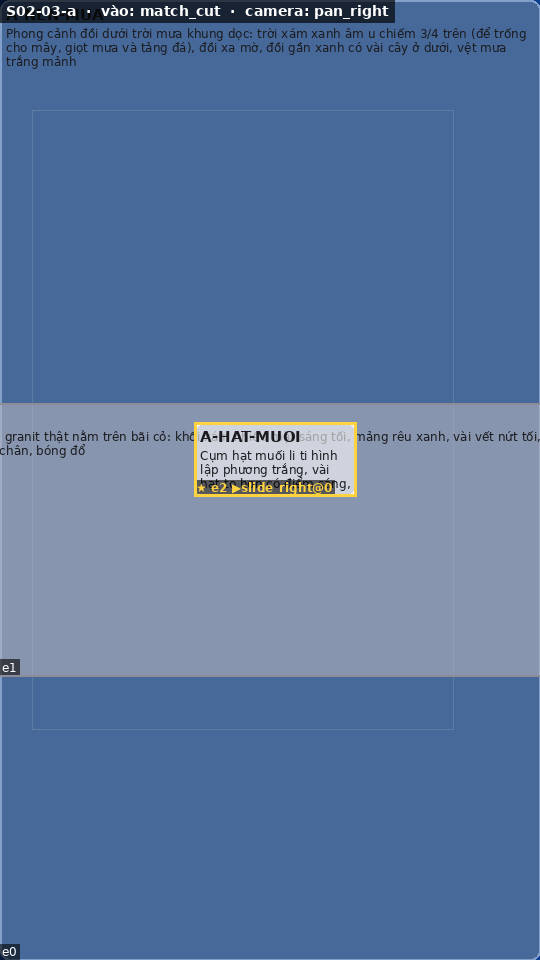 S02-03-a · vào: match_cut · camera: pan_right
Phong cảnh đồi dưới trời mưa khung dọc: trời xám xanh âm u chiếm 3/4 trên (để trống
cho mây, giọt mưa và tảng đá), đồi xa mờ, đồi gần xanh có vài cây ở dưới, vệt mưa
trắng mảnh
granit thật nằm trên bãi cỏ: sáng tối, mảng rêu xanh, vài vết nứt tối,
chân, bóng đổ
A-HAT-MUOI
Cụm hạt muối li ti hình
lập phương trắng, vài
★ e2 ▶slide_right@0
e1
e0